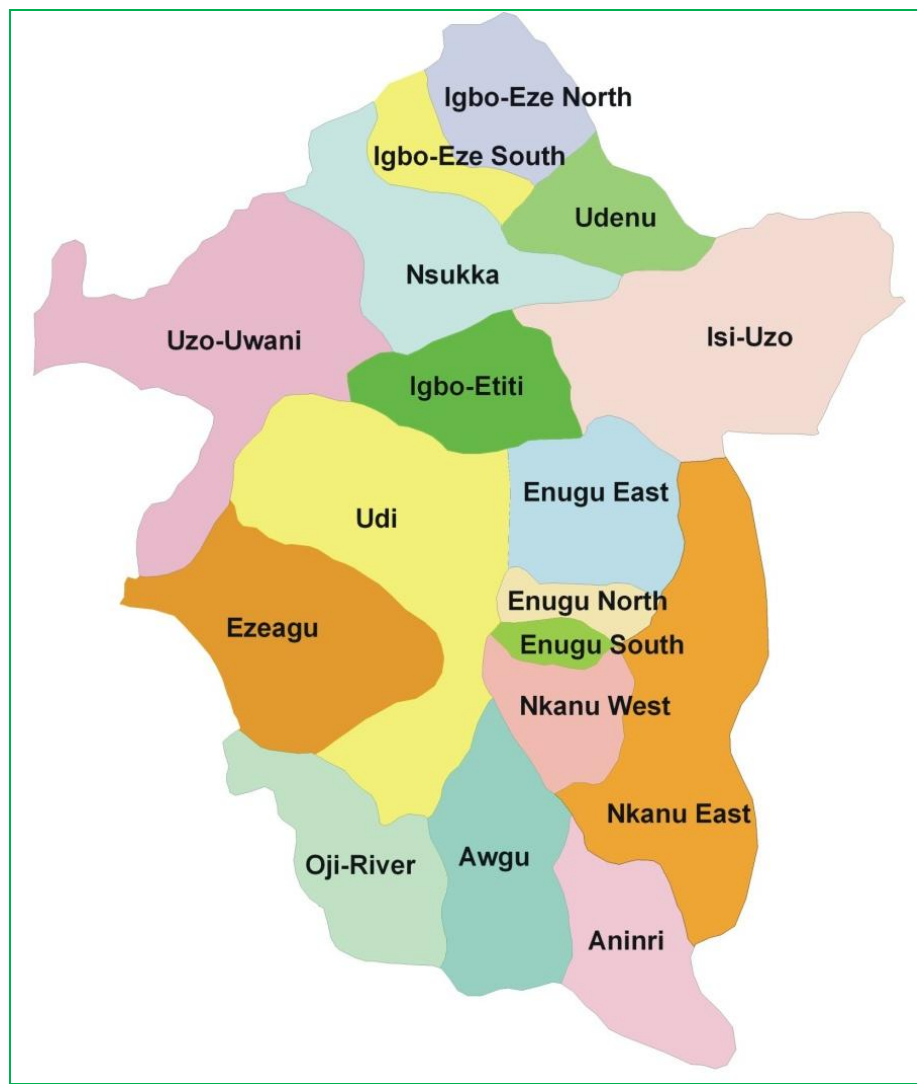 Igbo-Eze North
Igbo-Eze South
Udenu
Nsukka
Uzo-Uwani
Isi-Uzo
Igbo-Etiti
Enugu East
Udi
Enugu North
Ezeagu
Enugu South
Nkanu West
Nkanu East
Oji-River
Awgu
Aninri